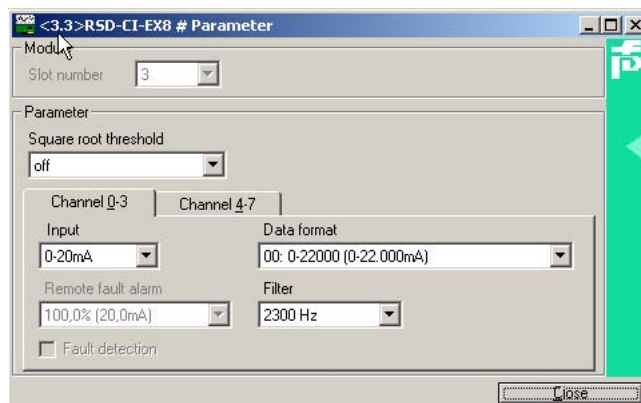 <3.3>RSD-CI-EX8 # Parameter
Module
Slot number 3
Parameter
Square root threshold
off
Channel 0-3 Channel 4-7
Input Data format
0-20mA 00: 0-22000 (0-22.000mA)
Remote fault alarm Filter
100,0% (20,0mA) 2300 Hz
Fault detection
Close